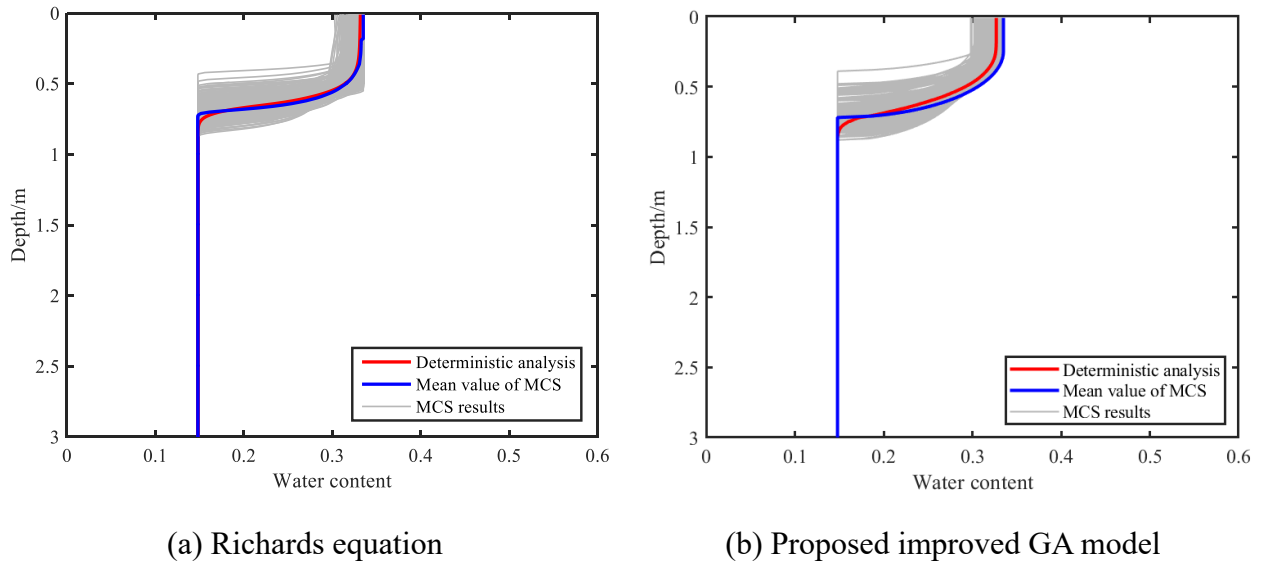 0
0.5
1
1.5
2
2.5
3
Depth/m
0 0.1 0.2 0.3 0.4 0.5 0.6
Water content
Deterministic analysis
Mean value of MCS
MCS results
(a) Richards equation
0
0.5
1
1.5
2
2.5
3
Depth/m
0 0.1 0.2 0.3 0.4 0.5 0.6
Water content
Deterministic analysis
Mean value of MCS
MCS results
(b) Proposed improved GA model